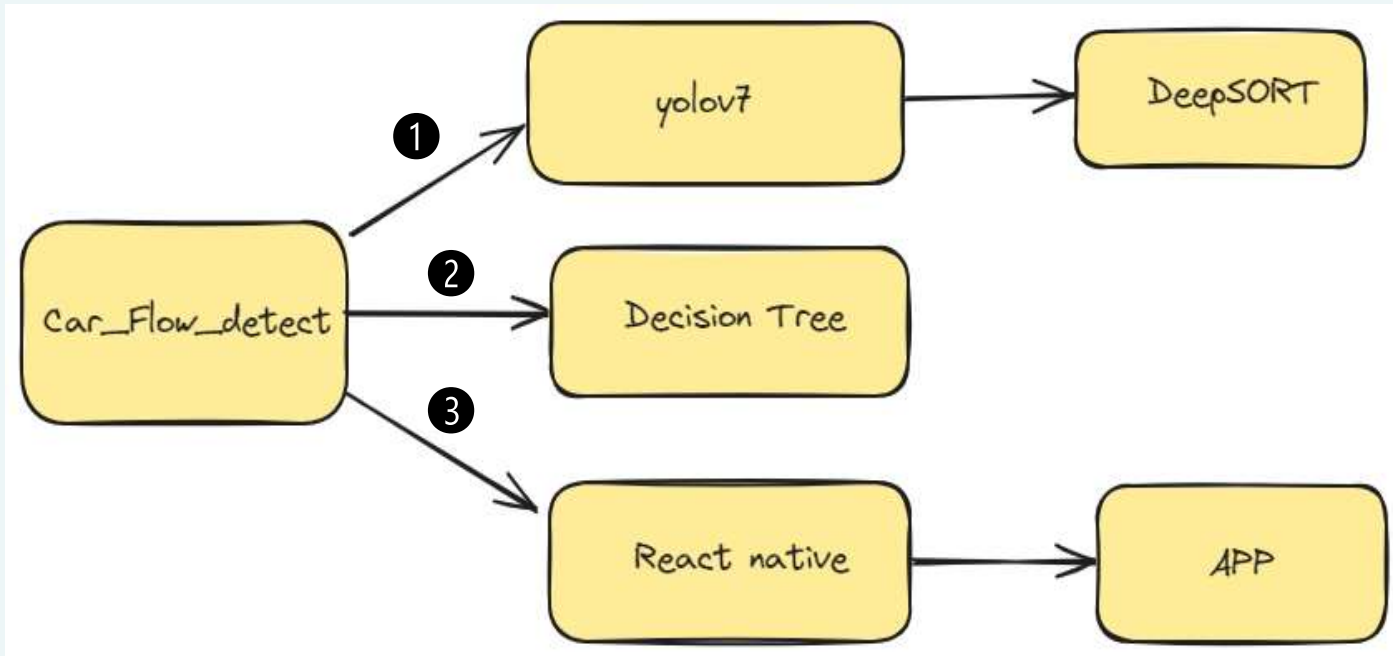 1
yolov7
DeepSORT
2
Car_Flow_detect
Decision Tree
3
React native
APP